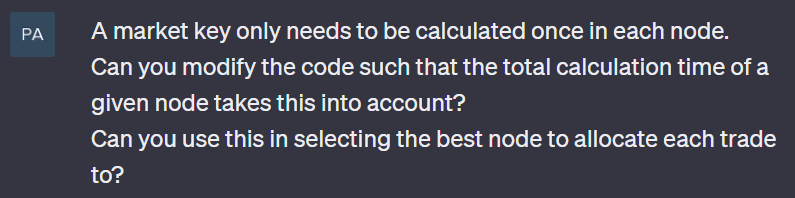 PA
A market key only needs to be calculated once in each node.
Can you modify the code such that the total calculation time of a
given node takes this into account?
Can you use this in selecting the best node to allocate each trade
to?